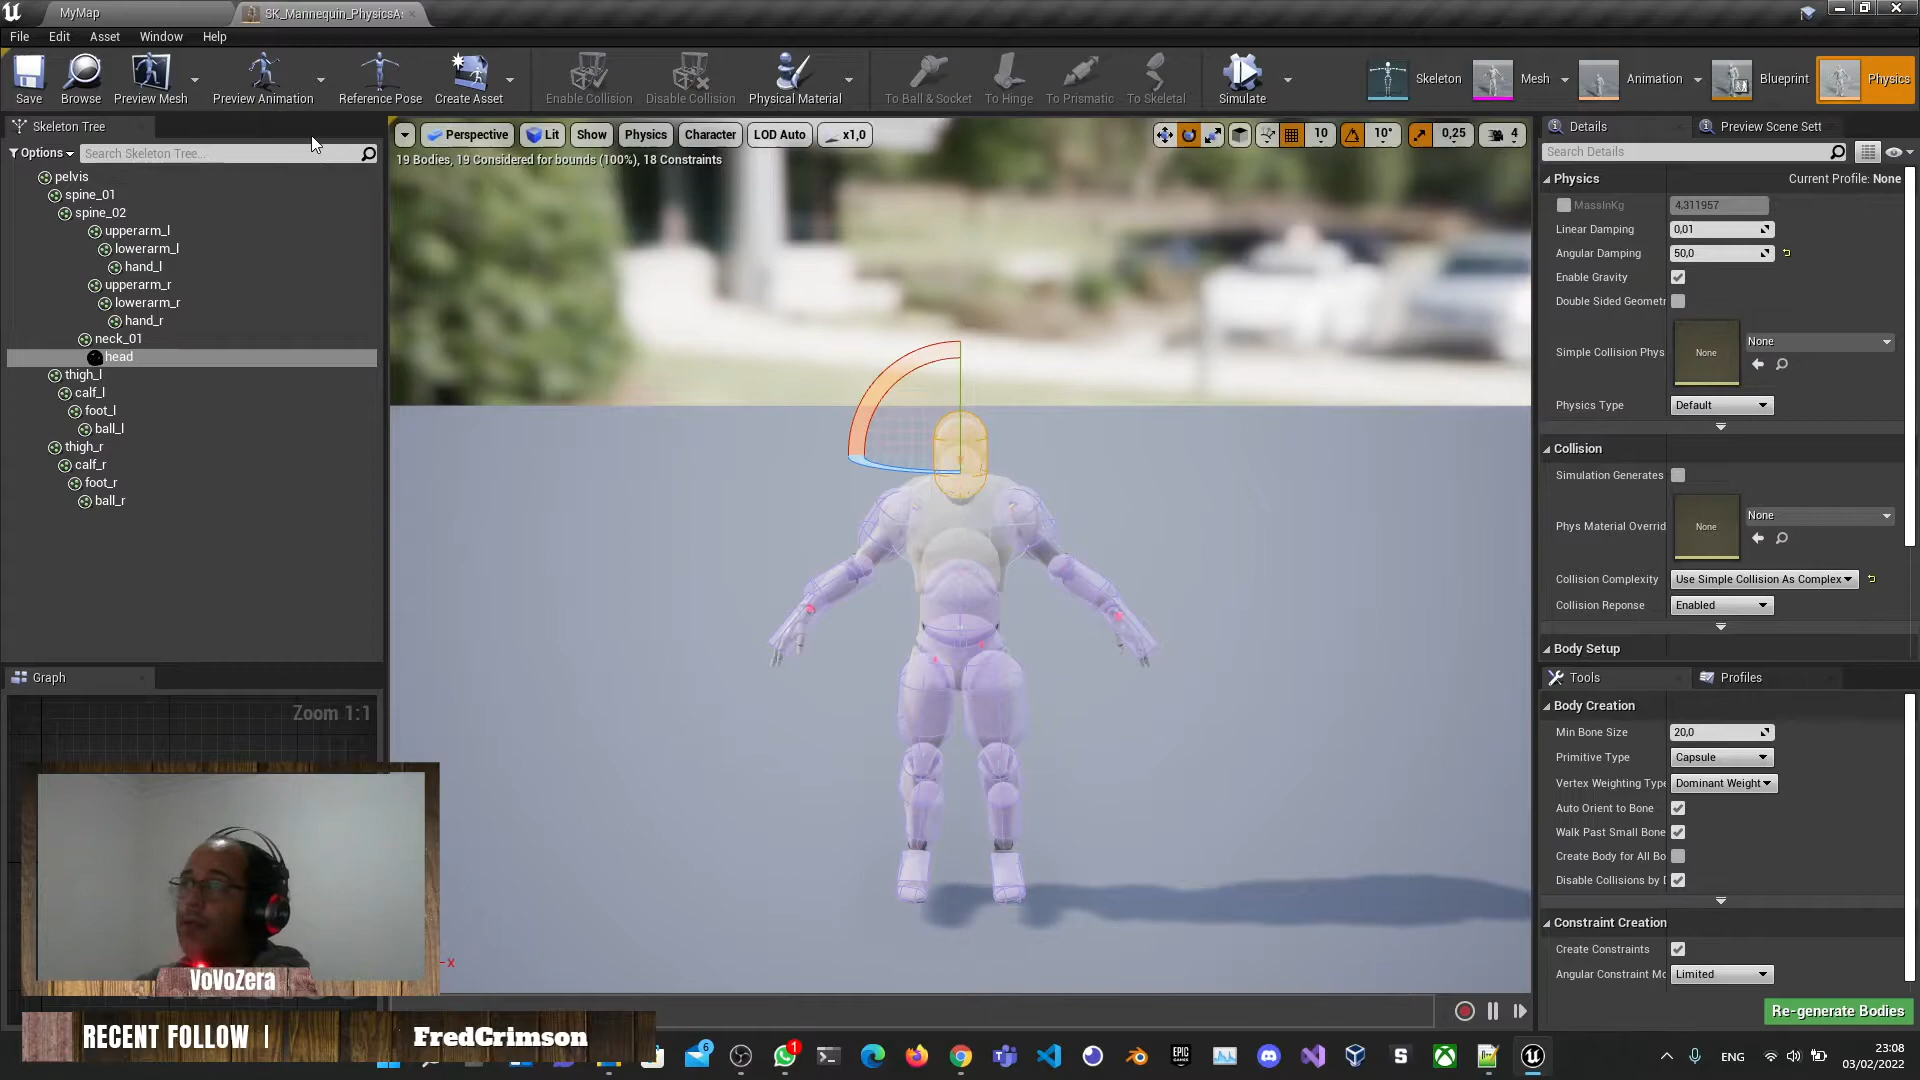 MyMap
SK_Mannequin_PhysicsA
File
Edit
Asset
Window
Help
Save
Browse
Preview Mesh
Preview Animation
Reference Pose
Create Asset
Enable Collision
Disable Collision
Physical Material
To Ball & Socket
To Hinge
To Prismatic
To Skeletal
Simulate
Skeleton
Mesh
Animation
Blueprint
Physics
Skeleton Tree
Options
Search Skeleton Tree...
pelvis
spine_01
spine_02
upperarm_l
lowerarm_l
hand_l
upperarm_r
lowerarm_r
hand_r
neck_01
head
thigh_l
calf_l
foot_l
ball_l
thigh_r
calf_r
foot_r
ball_r
Graph
Zoom 1:1
Perspective
Lit
Show
Physics
Character
LOD Auto
x1,0
10
10°
0,25
4
19 Bodies, 19 Considered for bounds (100%), 18 Constraints
X
Details
Preview Scene Sett
Search Details
Physics
Current Profile: None
MassInKg
4,311957
Linear Damping
0,01
Angular Damping
50,0
Enable Gravity
Double Sided Geometr
Simple Collision Phys
None
None
Physics Type
Default
Collision
Simulation Generates
Phys Material Overrid
None
None
Collision Complexity
Use Simple Collision As Complex
Collision Reponse
Enabled
Body Setup
Tools
Profiles
Body Creation
Min Bone Size
20,0
Primitive Type
Capsule
Vertex Weighting Type
Dominant Weight
Auto Orient to Bone
Walk Past Small Bone
Create Body for All Bo
Disable Collisions by D
Constraint Creation
Create Constraints
Angular Constraint Mo
Limited
Re-generate Bodies
VoVoZera
RECENT FOLLOW |
FredCrimson
6
1
EPIC
GAMES
S
ENG
23:08
03/02/2022